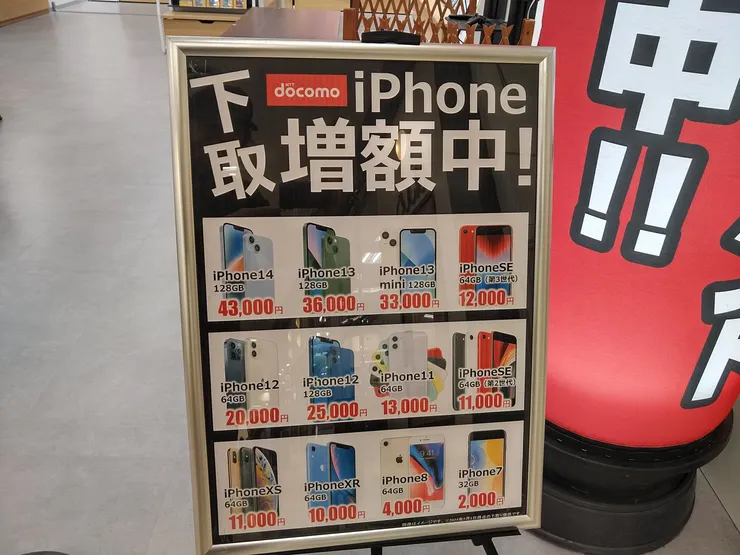 下取
NTT
docomo
iPhone
増額中!
iPhone14
128GB
43,000円
iPhone13
128GB
36,000円
iPhone13
mini 128GB
33,000円
iPhoneSE
64GB (第3世代)
12,000円
iPhone12
64GB
20,000円
iPhone12
128GB
25,000円
iPhone11
64GB
13,000円
iPhoneSE
64GB (第2世代)
11,000円
iPhoneXS
64GB
11,000円
iPhoneXR
64GB
10,000円
iPhone8
64GB
9:41
4,000円
iPhone7
32GB
2,000円
中!!